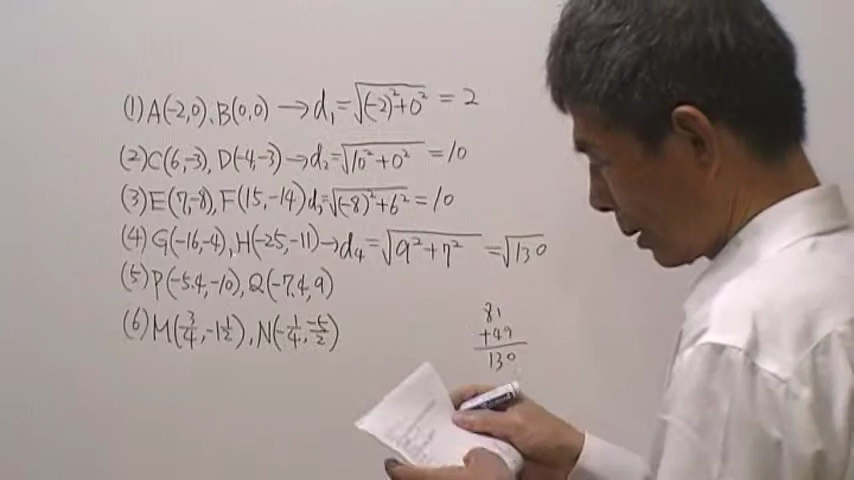 (1) A(-2,0), B(0,0) → d₁ = √((-2)²+0²) = 2
(2) C(6,-3), D(-4,-3) → d₂ = √(10²+0²) = 10
(3) E(7,-8), F(15,-14) d₃ = √((-8)²+6²) = 10
(4) G(-16,-4), H(-25,-11) → d₄ = √(9²+7²) = √130
(5) P(-5.4,-10), Q(-7.4,9)
(6) M(3/4,-1 1/2), N(-1/4,-5/2)
81
+49
130